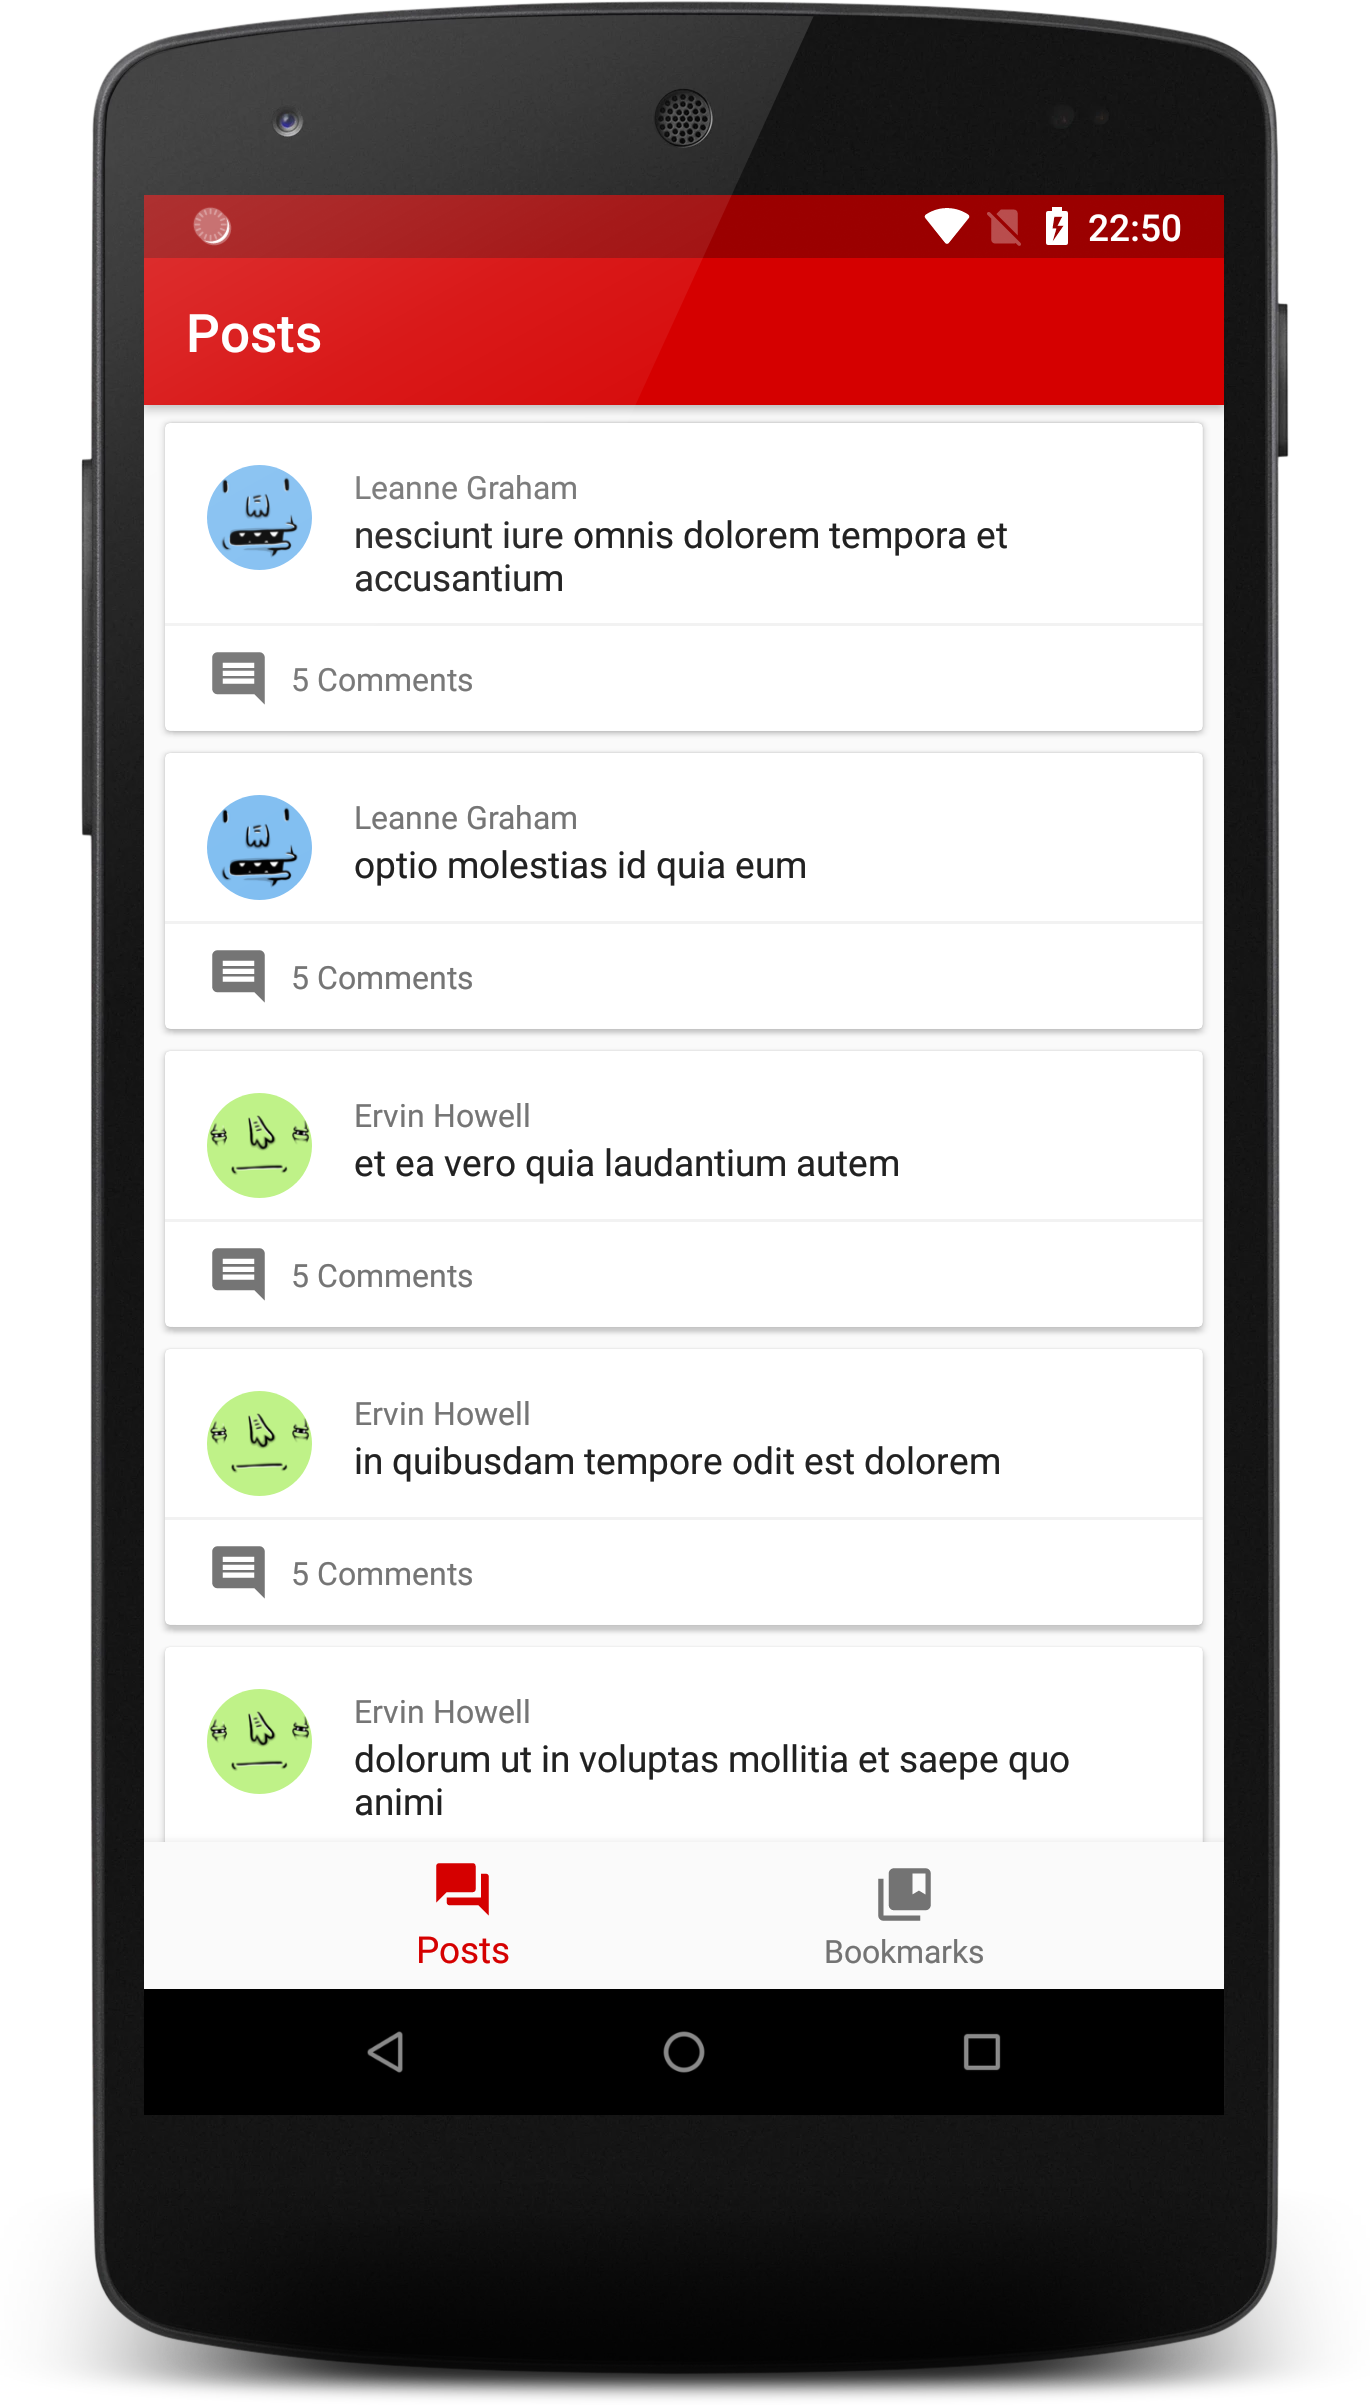 22:50
Posts
Leanne Graham
nesciunt iure omnis dolorem tempora et
accusantium
5 Comments
Leanne Graham
optio molestias id quia eum
5 Comments
Ervin Howell
et ea vero quia laudantium autem
5 Comments
Ervin Howell
in quibusdam tempore odit est dolorem
5 Comments
Ervin Howell
dolorum ut in voluptas mollitia et saepe quo
animi
Posts
Bookmarks